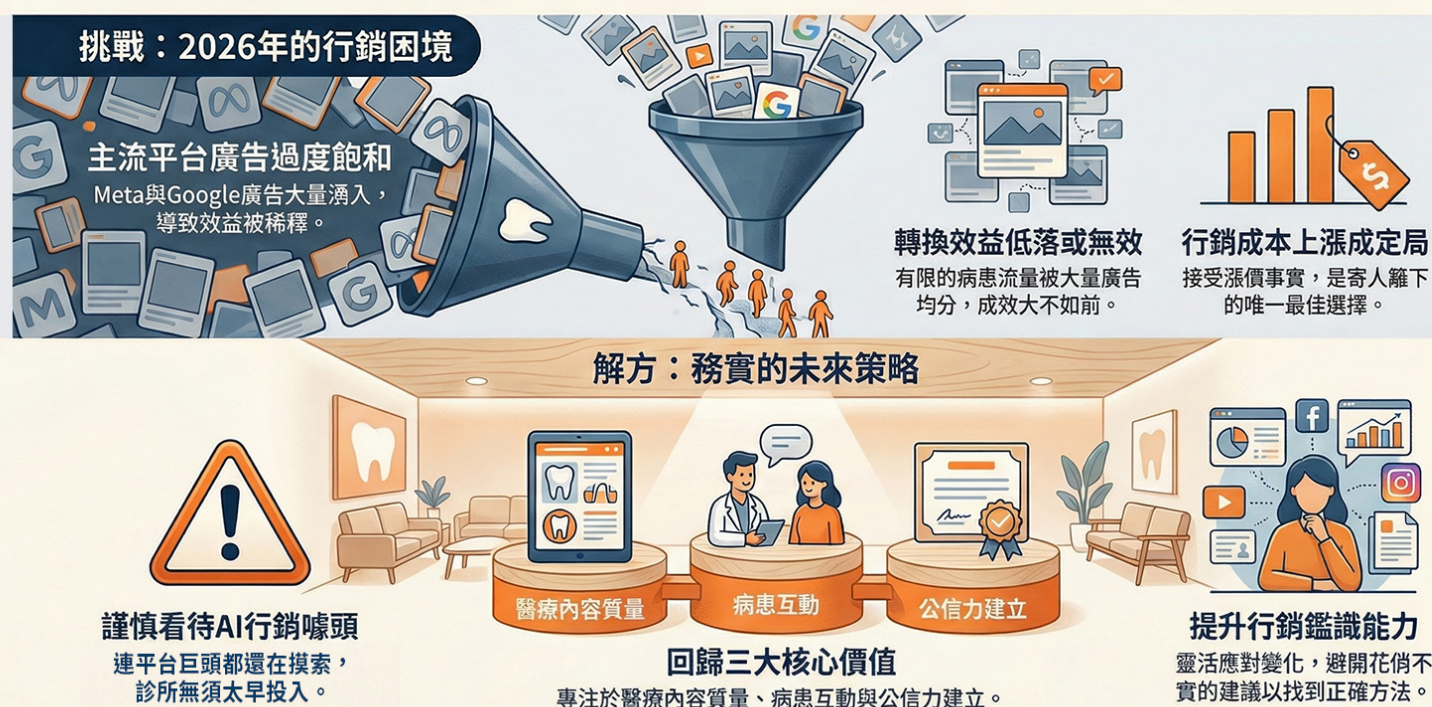 挑戰：2026年的行銷困境
主流平台廣告過度飽和
Meta與Google廣告大量湧入，
導致效益被稀釋。
轉換效益低落或無效
有限的病患流量被大量廣告
均分，成效大不如前。
行銷成本上漲成定局
接受漲價事實，是寄人籬下
的唯一最佳選擇。
解方：務實的未來策略
謹慎看待AI行銷噱頭
連平台巨頭都還在摸索，
診所無須太早投入。
醫療內容質量
病患互動
公信力建立
回歸三大核心價值
專注於醫療內容質量、病患互動與公信力建立。
提升行銷鑑識能力
靈活應對變化，避開花俏不
實的建議以找到正確方法。